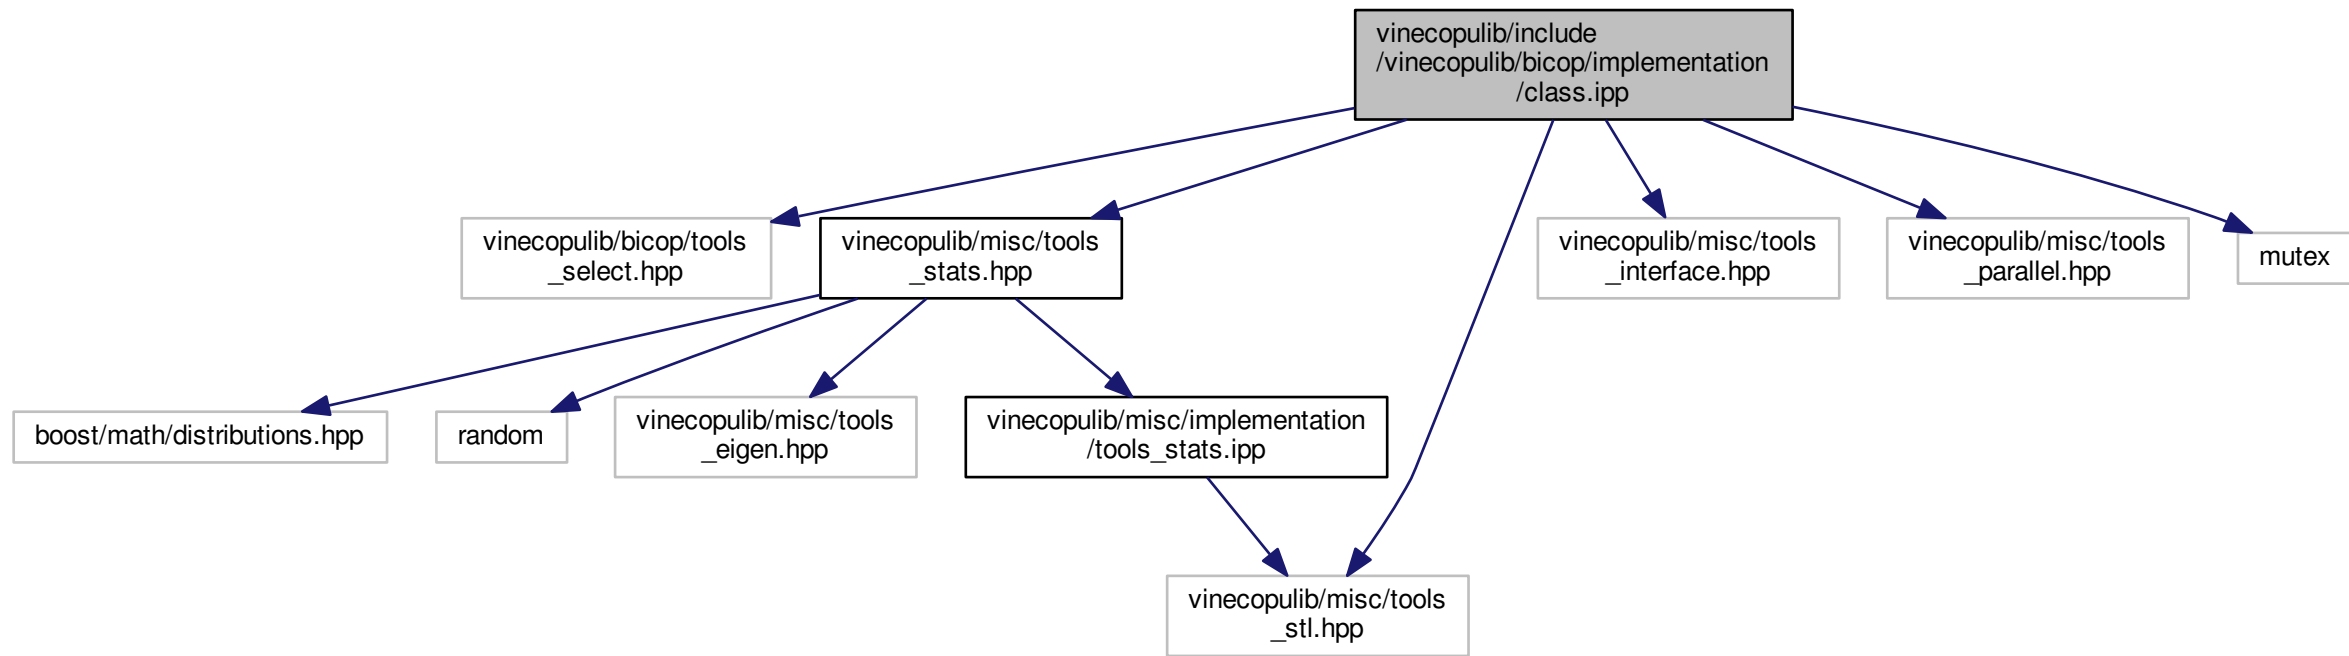 vinecopulib/include
/vinecopulib/bicop/implementation
/class.ipp
vinecopulib/bicop/tools
_select.hpp
vinecopulib/misc/tools
_stats.hpp
vinecopulib/misc/tools
_interface.hpp
vinecopulib/misc/tools
_parallel.hpp
mutex
boost/math/distributions.hpp
random
vinecopulib/misc/tools
_eigen.hpp
vinecopulib/misc/implementation
/tools_stats.ipp
vinecopulib/misc/tools
_stl.hpp